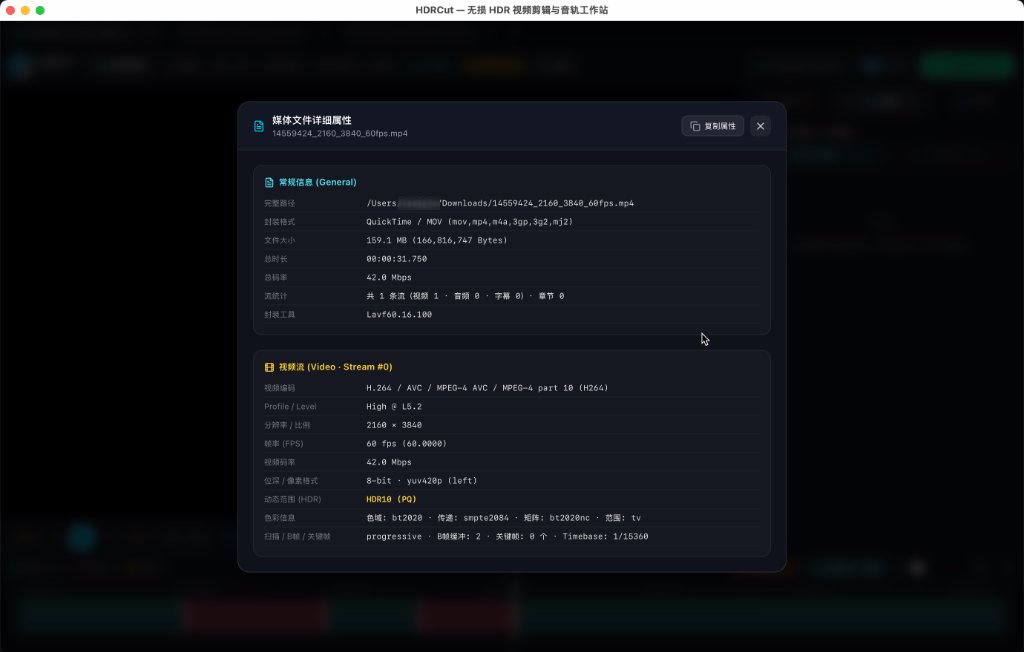 HDRCut — 无损 HDR 视频剪辑与音轨工作站
媒体文件详细属性
14559424_2160_3840_60fps.mp4
复制属性
常规信息 (General)
完整路径 /Users/ /Downloads/14559424_2160_3840_60fps.mp4
封装格式 QuickTime / MOV (mov,mp4,m4a,3gp,3g2,mj2)
文件大小 159.1 MB (166,816,747 Bytes)
总时长 00:00:31.750
总码率 42.0 Mbps
流统计 共 1 条流 (视频 1 · 音频 0 · 字幕 0) · 章节 0
封装工具 Lavf60.16.100
视频流 (Video · Stream #0)
视频编码 H.264 / AVC / MPEG-4 AVC / MPEG-4 part 10 (H264)
Profile / Level High @ L5.2
分辨率 / 比例 2160 × 3840
帧率 (FPS) 60 fps (60.0000)
视频码率 42.0 Mbps
位深 / 像素格式 8-bit · yuv420p (left)
动态范围 (HDR) HDR10 (PQ)
色彩信息 色域: bt2020 · 传递: smpte2084 · 矩阵: bt2020nc · 范围: tv
扫描 / B帧 / 关键帧 progressive · B帧缓冲: 2 · 关键帧: 0 个 · Timebase: 1/15360